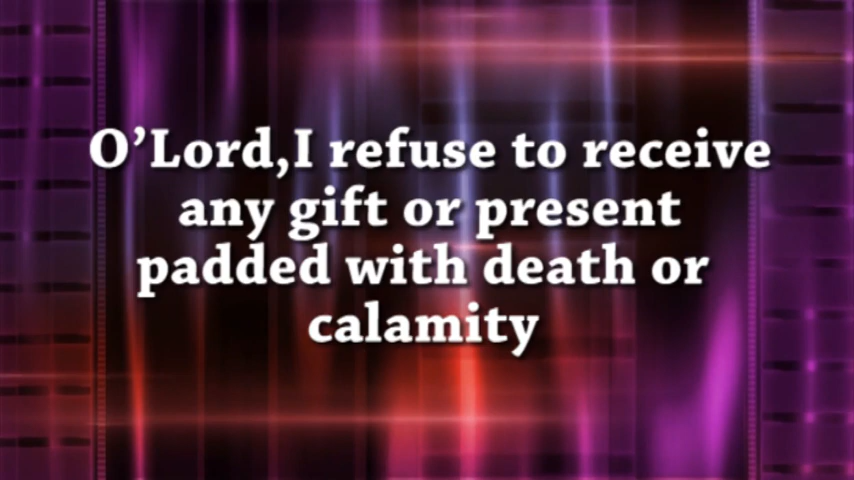 O’Lord,I refuse to receive
any gift or present
padded with death or
calamity